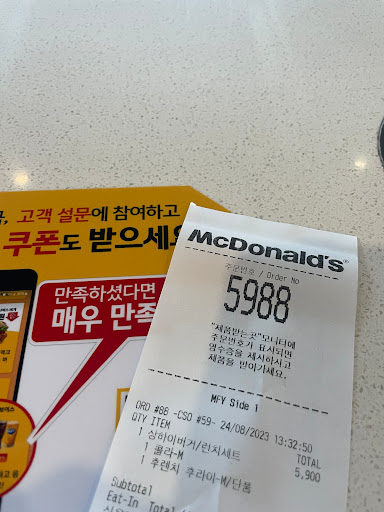 고객 설문에 참여하고
쿠폰도 받으세요
만족하셨다면
매우 만족
McDonald's
주문번호 / Order No
5988
"제품받는곳"모니터에
주문번호가 표시되면
영수증을 제시하시고
제품을 받아가세요.
MFY Side 1
ORD #86 -CSO #59- 24/08/2023 13:32:50
QTY ITEM TOTAL
1 상하이버거/런치세트 5,900
1 콜라-M
1 후렌치 후라이-M/단품
Subtotal
Eat-In Total